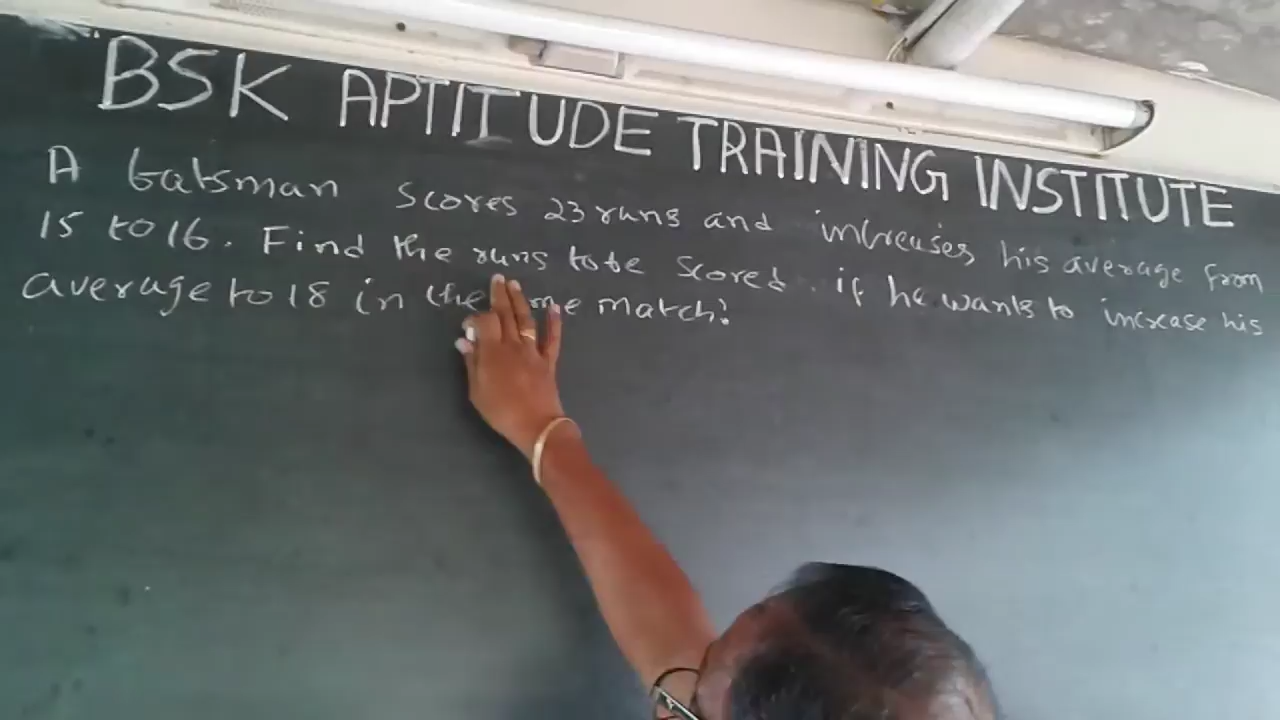 BSK APTITUDE TRAINING INSTITUTE
A batsman scores 23 runs and increases his average from
15 to 16. Find the runs to be scored. if he wants to increase his
average to 18 in the match?